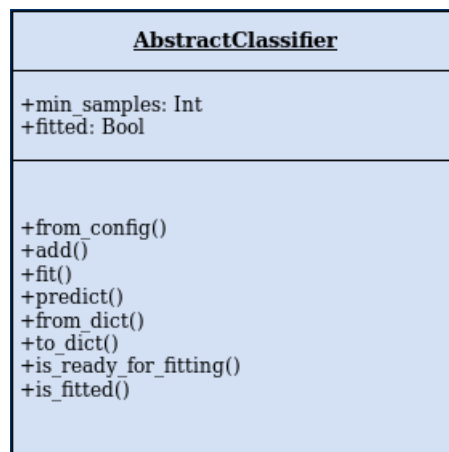 AbstractClassifier
+min_samples: Int
+fitted: Bool
+from_config()
+add()
+fit()
+predict()
+from_dict()
+to_dict()
+is_ready_for_fitting()
+is_fitted()